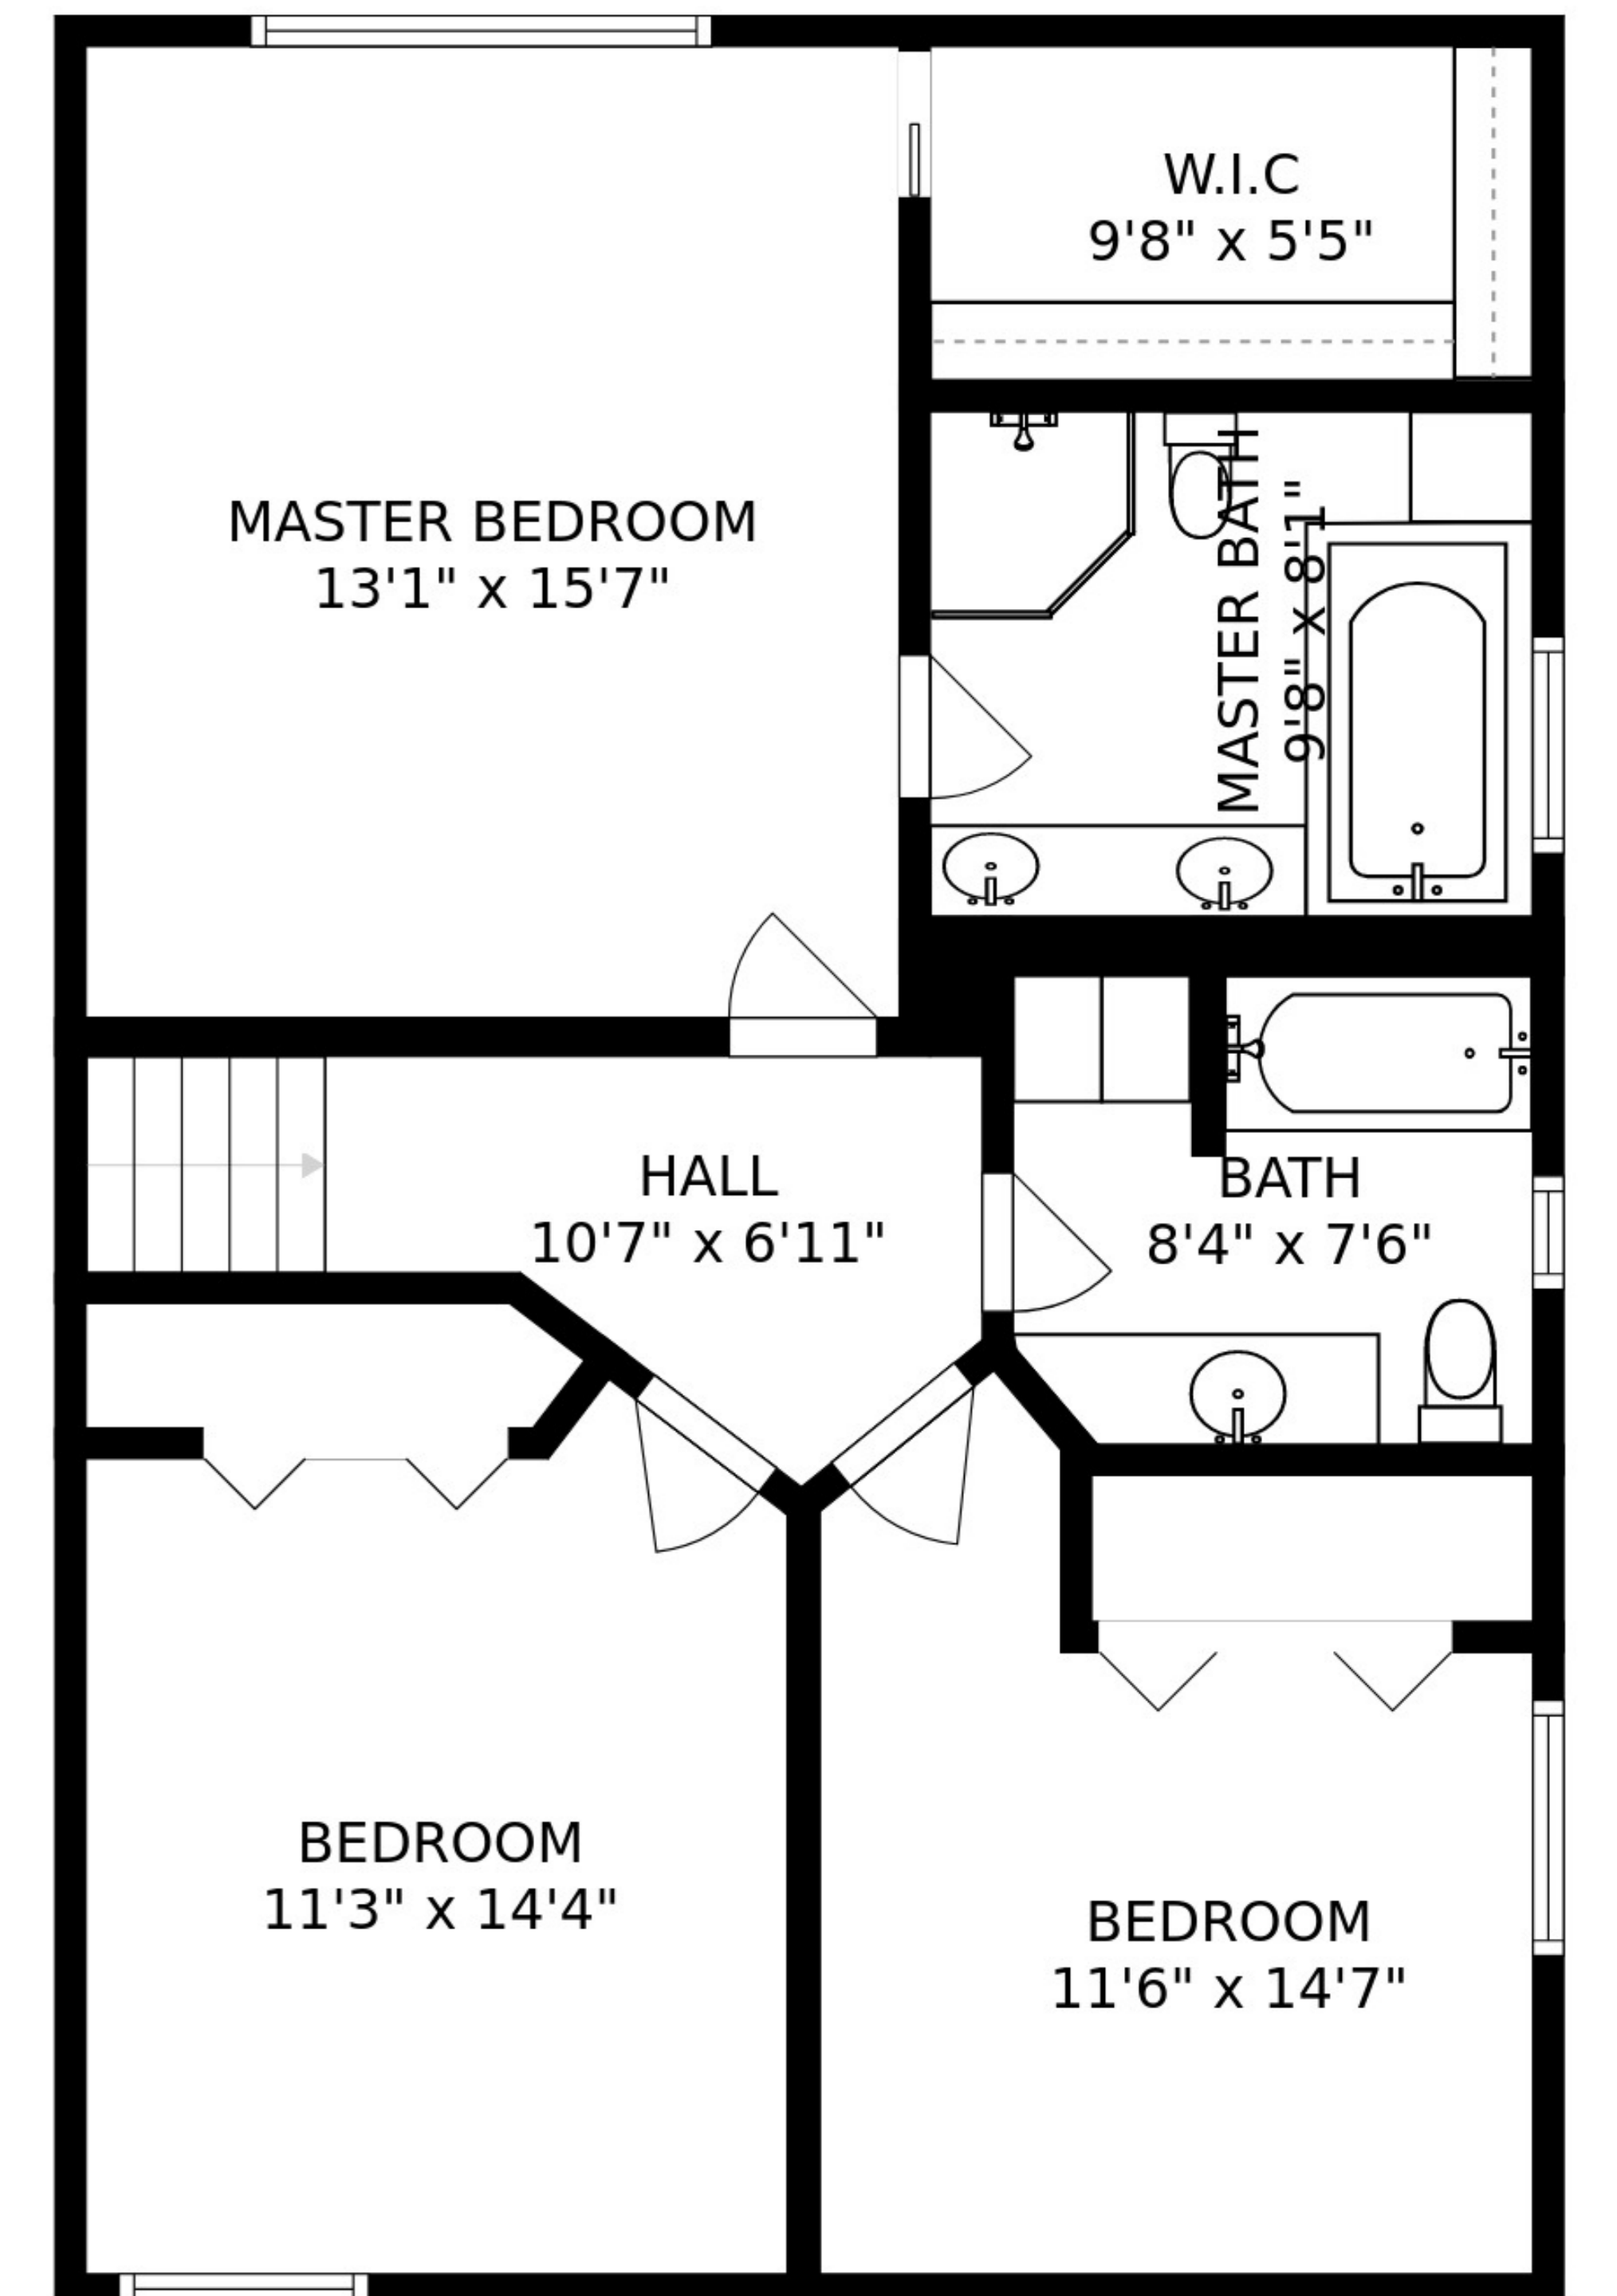 W.I.C
9'8" x 5'5"
MASTER BEDROOM
13'1" x 15'7"
MASTER BATH
9'8" x 8'1"
HALL
10'7" x 6'11"
BATH
8'4" x 7'6"
BEDROOM
11'3" x 14'4"
BEDROOM
11'6" x 14'7"